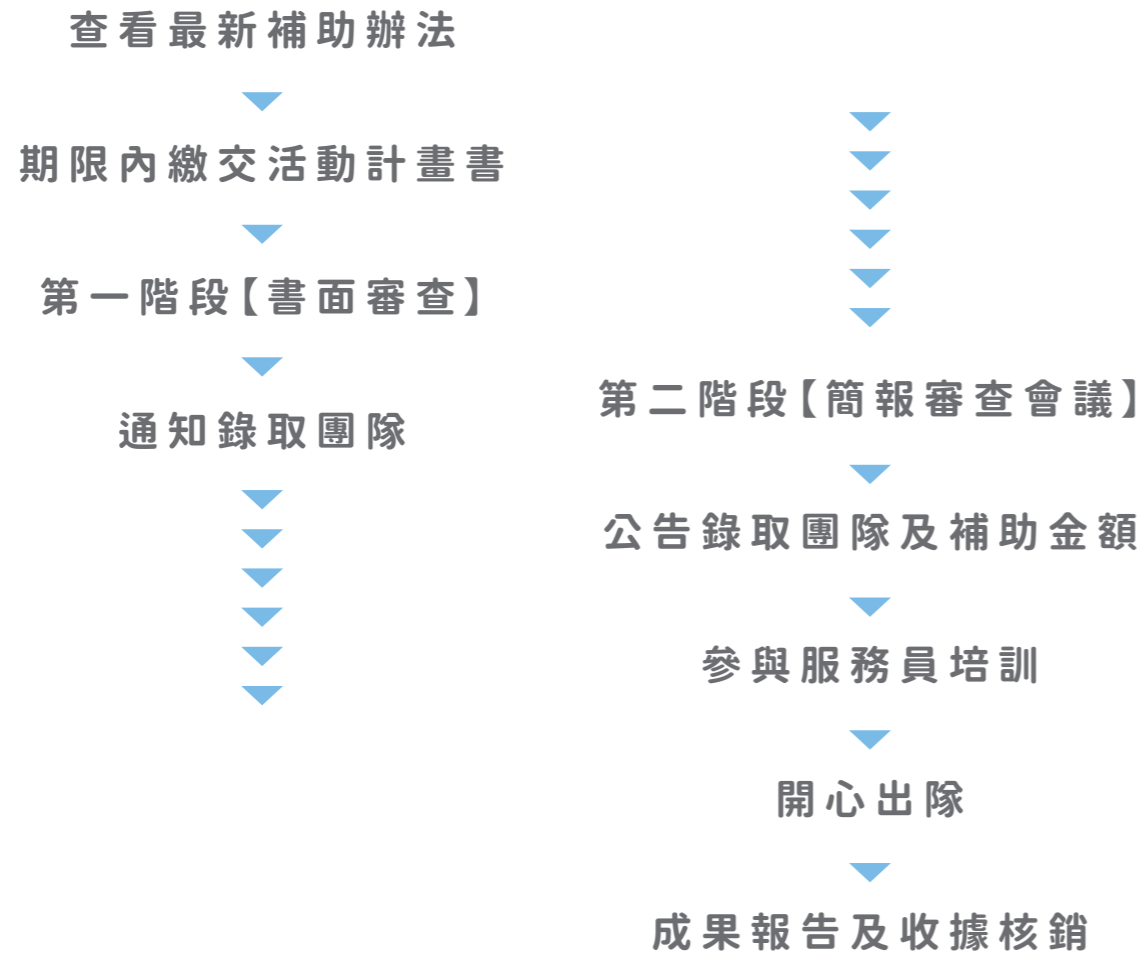 查看最新補助辦法
期限內繳交活動計畫書
第一階段【書面審查】
通知錄取團隊
第二階段【簡報審查會議】
公告錄取團隊及補助金額
參與服務員培訓
開心出隊
成果報告及收據核銷